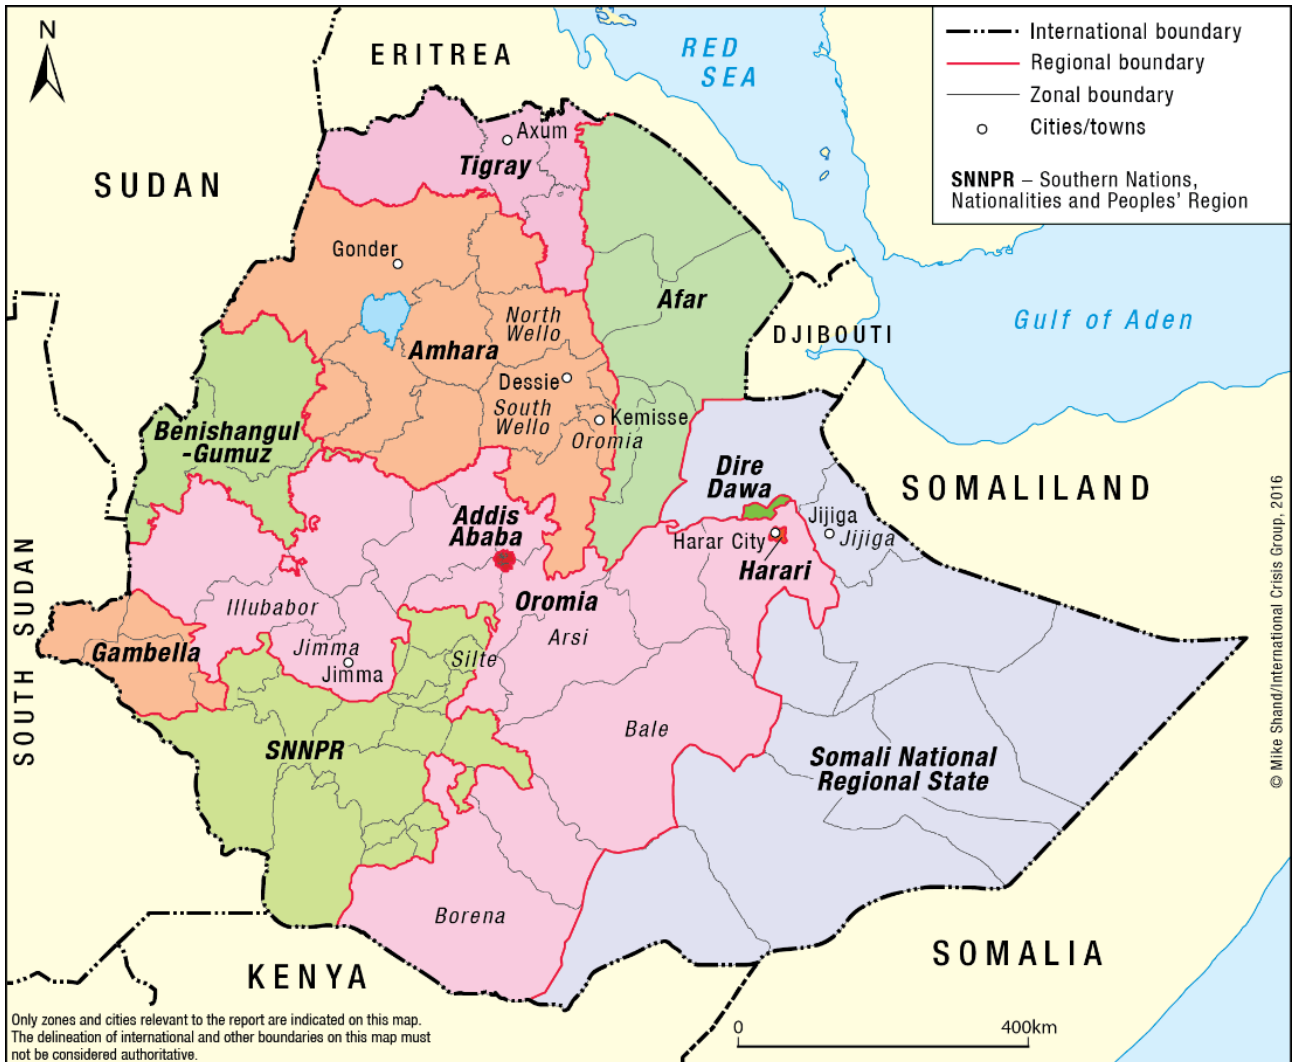 N
ERITREA
RED
SEA
International boundary
Regional boundary
Zonal boundary
Cities/towns
SNNPR – Southern Nations,
Nationalities and Peoples' Region
SUDAN
Axum
Tigray
Gonder
Afar
North
Wello
Amhara
DJIBOUTI
Gulf of Aden
Dessie
South
Wello
Kemisse
Oromia
Benishangul
-Gumuz
Dire
Dawa
SOMALILAND
Addis
Ababa
Jijiga
Jijiga
Harar City
Harari
SOUTH SUDAN
Illubabor
Oromia
Arsi
Gambella
Jimma
Jimma
Silte
Bale
SNNPR
Somali National
Regional State
Borena
KENYA
SOMALIA
© Mike Shand/International Crisis Group, 2016
Only zones and cities relevant to the report are indicated on this map.
The delineation of international and other boundaries on this map must
not be considered authoritative.
0
400km